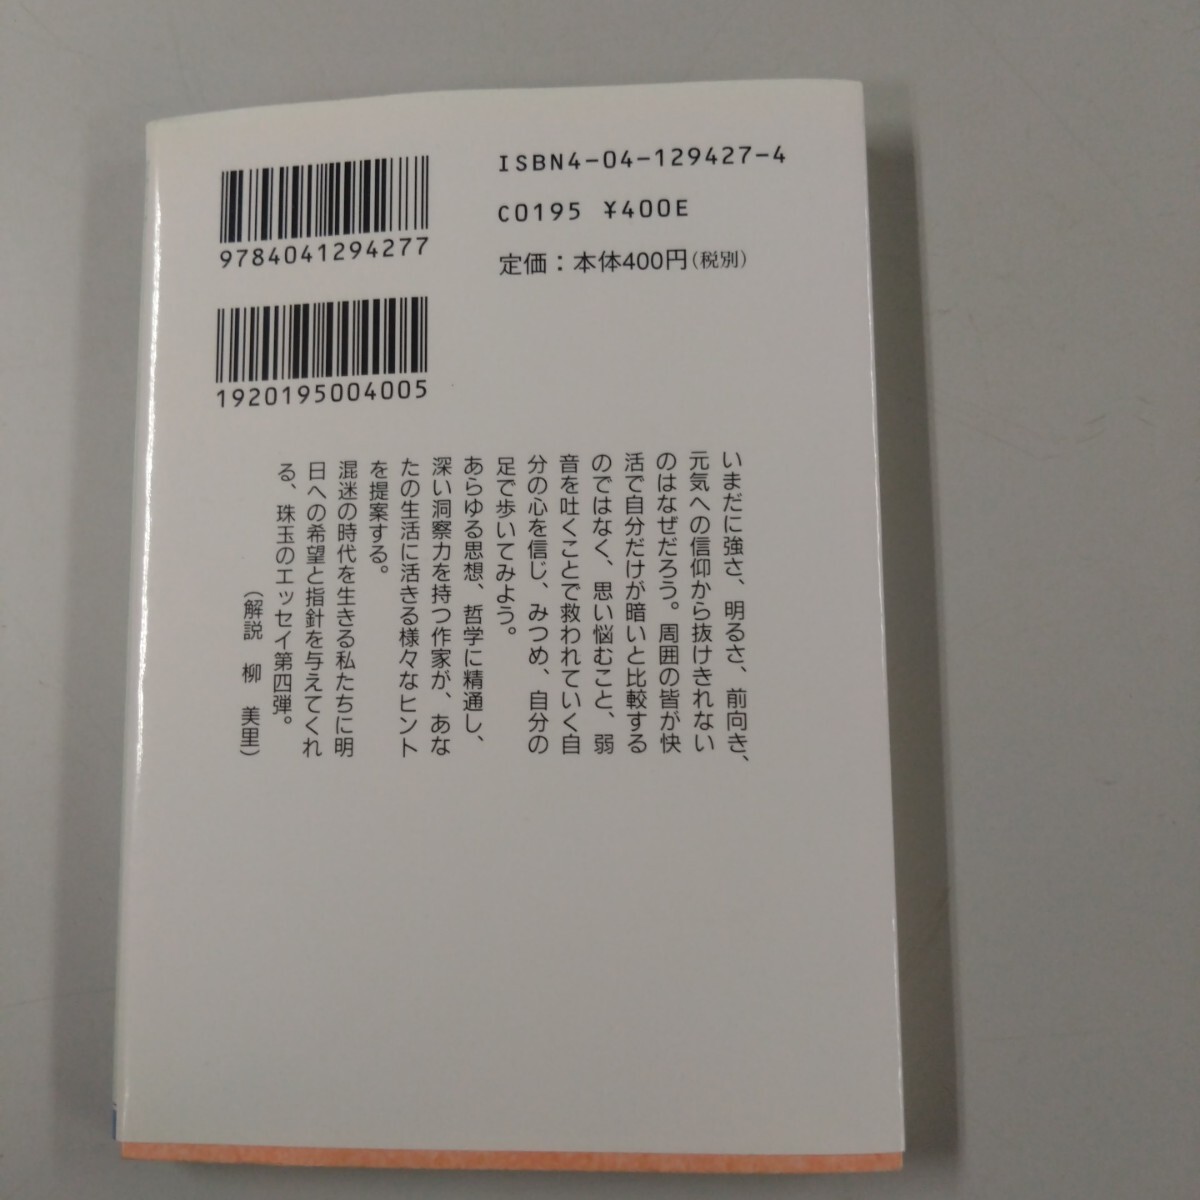 ISBN4-04-129427-4
C0195 ¥400E
定価：本体400円(税別)
9784041294277
1920195004005
いまだに強さ、明るさ、前向き、
元気への信仰から抜けきれない
のはなぜだろう。周囲の皆が快
活で自分だけが暗いと比較する
のではなく、思い悩むこと、弱
音を吐くことで救われていく自
分の心を信じ、みつめ、自分の
足で歩いてみよう。
あらゆる思想、哲学に精通し、
深い洞察力を持つ作家が、あな
たの生活に活きる様々なヒント
を提案する。
混迷の時代を生きる私たちに明
日への希望と指針を与えてくれ
る、珠玉のエッセイ第四弾。
(解説 柳 美里)